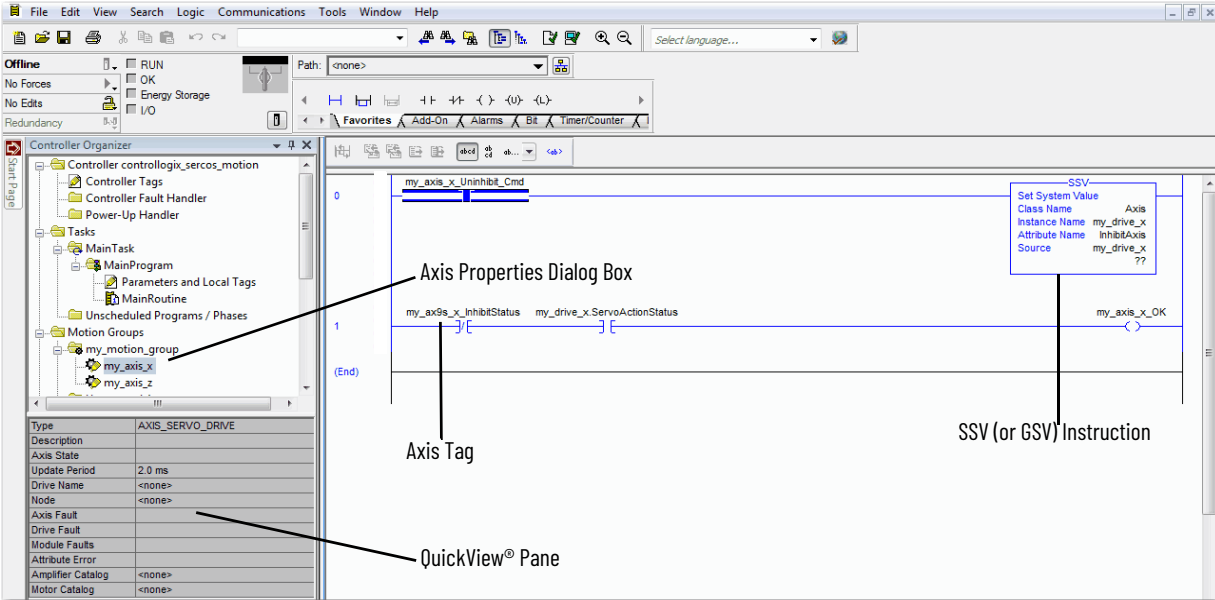 File Edit View Search Logic Communications Tools Window Help
Select language...
Offline
RUN
Path: <none>
No Forces
OK
Energy Storage
No Edits
I/O
Redundancy
Favorites Add-On Alarms Bit Timer/Counter
Start Page
Controller Organizer
Controller controllogix_sercos_motion
Controller Tags
Controller Fault Handler
Power-Up Handler
Tasks
MainTask
MainProgram
Parameters and Local Tags
MainRoutine
Unscheduled Programs / Phases
Motion Groups
my_motion_group
my_axis_x
my_axis_z
Type AXIS_SERVO_DRIVE
Description
Axis State
Update Period 2.0 ms
Drive Name <none>
Node <none>
Axis Fault
Drive Fault
Module Faults
Attribute Error
Amplifier Catalog <none>
Motor Catalog <none>
abcd ab cd ab... <ab>
0
my_axis_x_Uninhibit_Cmd
SSV
Set System Value
Class Name Axis
Instance Name my_drive_x
Attribute Name InhibitAxis
Source my_drive_x
??
1
my_ax9s_x_InhibitStatus my_drive_x.ServoActionStatus my_axis_x_OK
(End)
Axis Properties Dialog Box
Axis Tag
SSV (or GSV) Instruction
QuickView® Pane